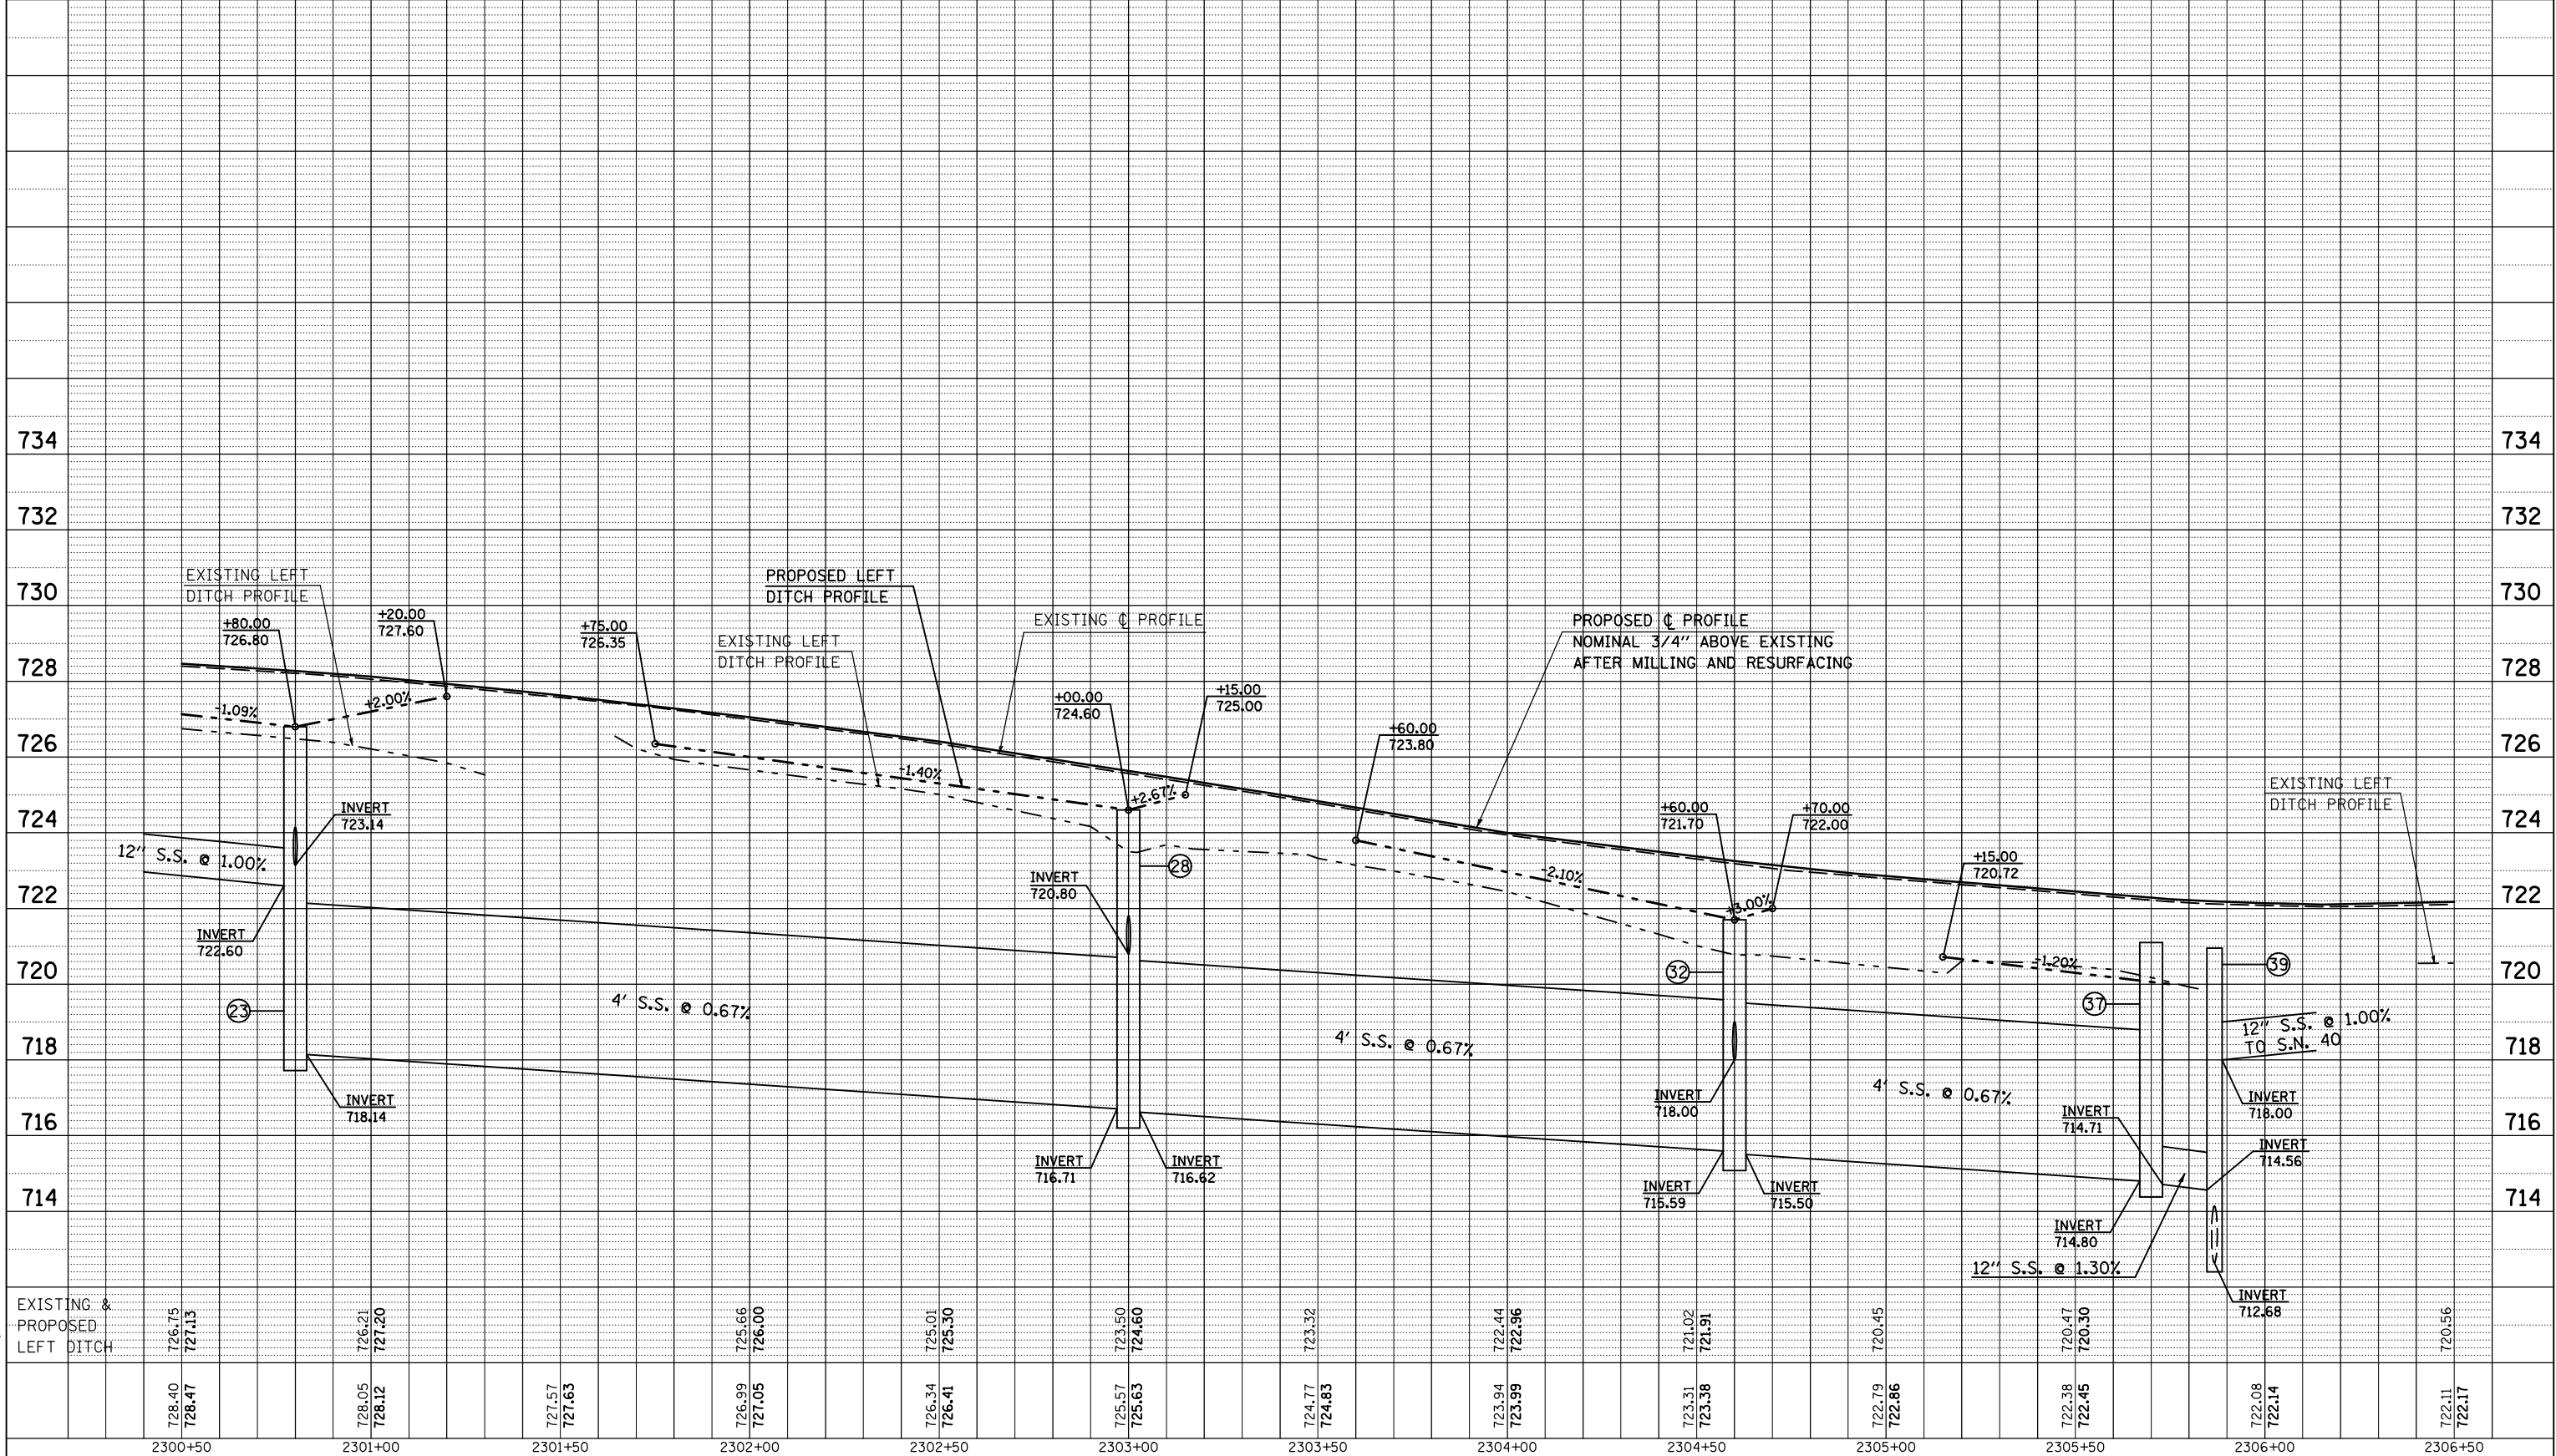 734 734
732 732
730 730
728 728
726 726
724 724
722 722
720 720
718 718
716 716
714 714
EXISTING LEFT
DITCH PROFILE
+80.00
726.80
+20.00
727.60
+75.00
726.35
EXISTING LEFT
DITCH PROFILE
PROPOSED LEFT
DITCH PROFILE
EXISTING ℄ PROFILE
PROPOSED ℄ PROFILE
NOMINAL 3/4" ABOVE EXISTING
AFTER MILLING AND RESURFACING
+00.00
724.60
+15.00
725.00
+60.00
723.80
+60.00
721.70
+70.00
722.00
+15.00
720.72
EXISTING LEFT
DITCH PROFILE
-1.09%
+2.00%
-1.40%
+2.67%
-2.10%
+3.00%
-1.20%
INVERT
723.14
12" S.S. @ 1.00%
INVERT
722.60
23
INVERT
718.14
4' S.S. @ 0.67%
INVERT
720.80
28
INVERT
716.71
INVERT
716.62
4' S.S. @ 0.67%
32
INVERT
718.00
INVERT
715.59
INVERT
715.50
4' S.S. @ 0.67%
37
39
12" S.S. @ 1.00%
TO S.N. 40
INVERT
718.00
INVERT
714.71
INVERT
714.56
INVERT
714.80
12" S.S. @ 1.30%
INVERT
712.68
EXISTING &
PROPOSED
LEFT DITCH
726.75
727.13
726.21
727.20
725.66
726.00
725.01
725.30
723.50
724.60
723.32
722.44
722.96
721.02
721.91
720.45
720.47
720.30
720.56
728.40
728.47
728.05
728.12
727.57
727.63
726.99
727.05
726.34
726.41
725.57
725.63
724.77
724.83
723.94
723.99
723.31
723.38
722.79
722.86
722.38
722.45
722.08
722.14
722.11
722.17
2300+50 2301+00 2301+50 2302+00 2302+50 2303+00 2303+50 2304+00 2304+50 2305+00 2305+50 2306+00 2306+50